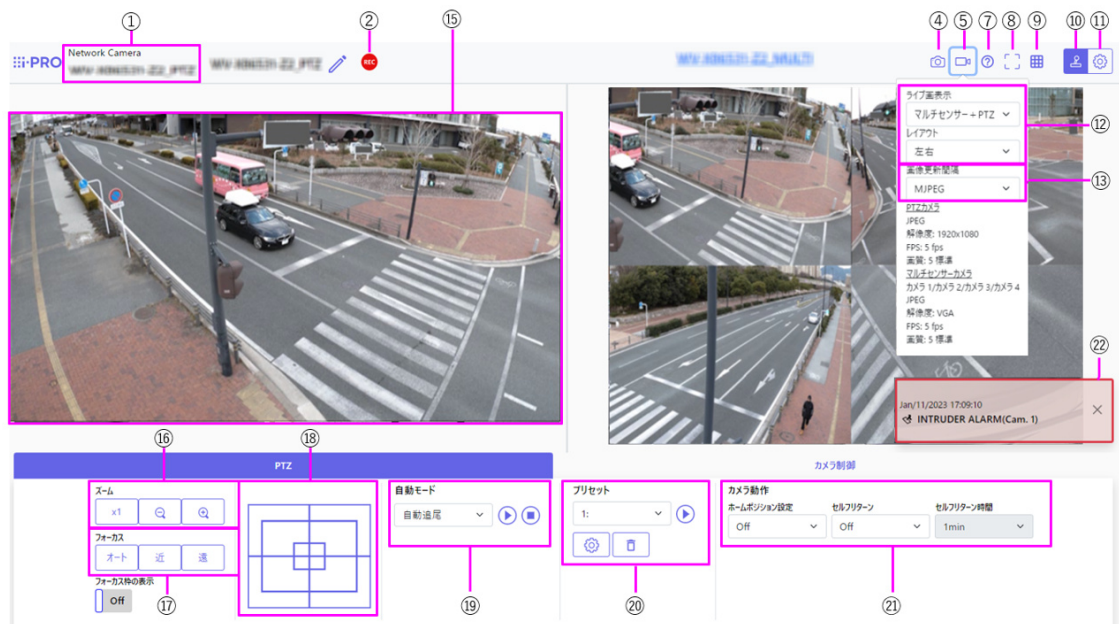 ① ② ⑮ ④ ⑤ ⑦ ⑧ ⑨ ⑩ ⑪
i-PRO
Network Camera
REC
ライブ画表示
マルチセンサー+PTZ
⑫
レイアウト
左右
画像更新間隔
MJPEG
⑬
PTZカメラ
JPEG
解像度: 1920x1080
FPS: 5 fps
画質: 5 標準
マルチセンサーカメラ
カメラ 1/カメラ 2/カメラ 3/カメラ 4
JPEG
解像度: VGA
FPS: 5 fps
画質: 5 標準
㉒
Jan/11/2023 17:09:10
INTRUDER ALARM(Cam. 1)
⑯ ⑱
PTZ
カメラ制御
ズーム
x1
フォーカス
オート 近 遠
フォーカス枠の表示
Off
⑰
自動モード
自動追尾
⑲
プリセット
1:
⑳
カメラ動作
ホームポジション設定 セルフリターン セルフリターン時間
Off Off 1min
㉑